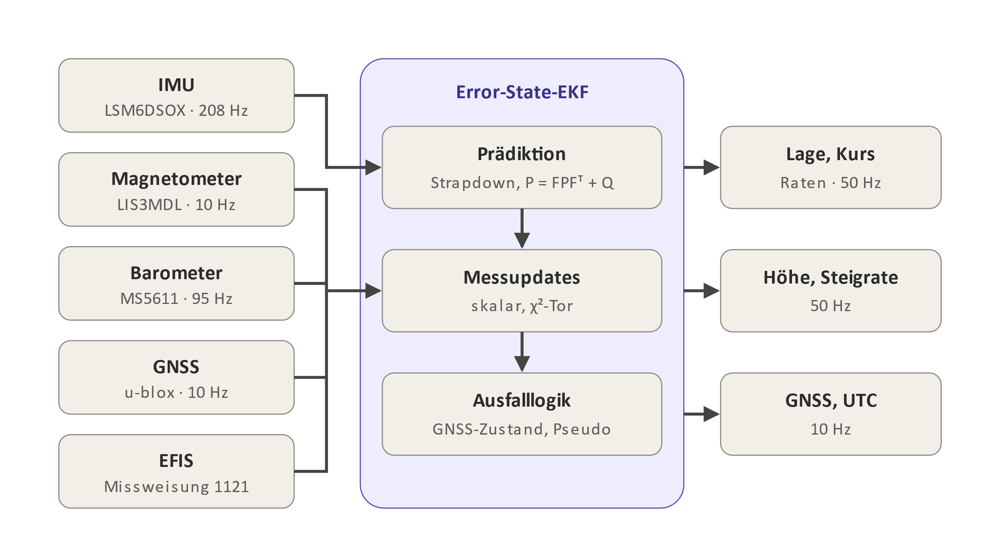 IMU
LSM6DSOX · 208 Hz
Magnetometer
LIS3MDL · 10 Hz
Barometer
MS5611 · 95 Hz
GNSS
u-blox · 10 Hz
EFIS
Missweisung 1121
Error-State-EKF
Prädiktion
Strapdown, P = FPFᵀ + Q
Messupdates
skalar, χ²-Tor
Ausfalllogik
GNSS-Zustand, Pseudo
Lage, Kurs
Raten · 50 Hz
Höhe, Steigrate
50 Hz
GNSS, UTC
10 Hz